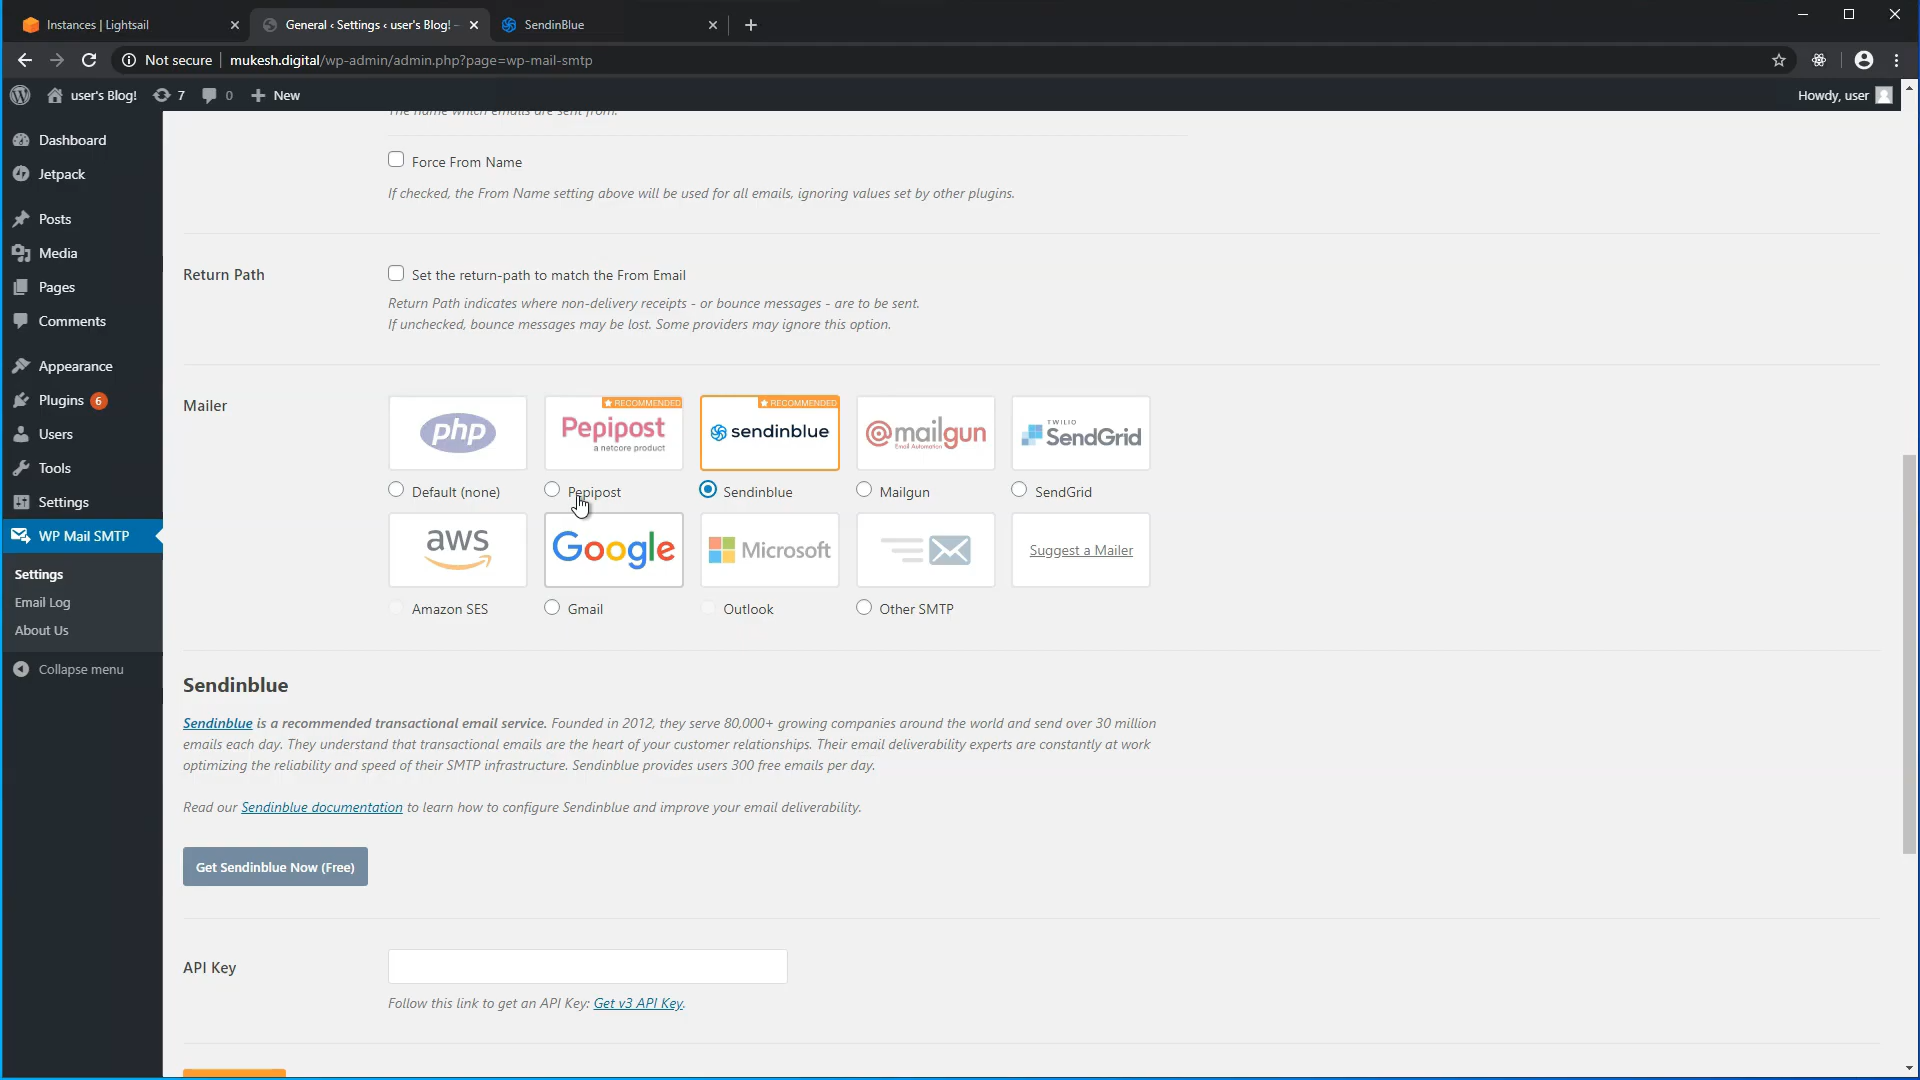 Instances | Lightsail
General ‹ Settings ‹ user's Blog! –
SendinBlue
Not secure
mukesh.digital/wp-admin/admin.php?page=wp-mail-smtp
user's Blog!
7
0
New
Howdy, user
Dashboard
Jetpack
Posts
Media
Pages
Comments
Appearance
Plugins 6
Users
Tools
Settings
WP Mail SMTP
Settings
Email Log
About Us
Collapse menu
The name which emails are sent from.
Force From Name
If checked, the From Name setting above will be used for all emails, ignoring values set by other plugins.
Return Path
Set the return-path to match the From Email
Return Path indicates where non-delivery receipts - or bounce messages - are to be sent.
If unchecked, bounce messages may be lost. Some providers may ignore this option.
Mailer
php
RECOMMENDED
Pepipost
a netcore product
RECOMMENDED
sendinblue
@mailgun
Email Automation
TWILIO
SendGrid
Default (none)
Pepipost
Sendinblue
Mailgun
SendGrid
aws
Google
Microsoft
Suggest a Mailer
Amazon SES
Gmail
Outlook
Other SMTP
Sendinblue
Sendinblue is a recommended transactional email service. Founded in 2012, they serve 80,000+ growing companies around the world and send over 30 million
emails each day. They understand that transactional emails are the heart of your customer relationships. Their email deliverability experts are constantly at work
optimizing the reliability and speed of their SMTP infrastructure. Sendinblue provides users 300 free emails per day.
Read our Sendinblue documentation to learn how to configure Sendinblue and improve your email deliverability.
Get Sendinblue Now (Free)
API Key
Follow this link to get an API Key: Get v3 API Key.